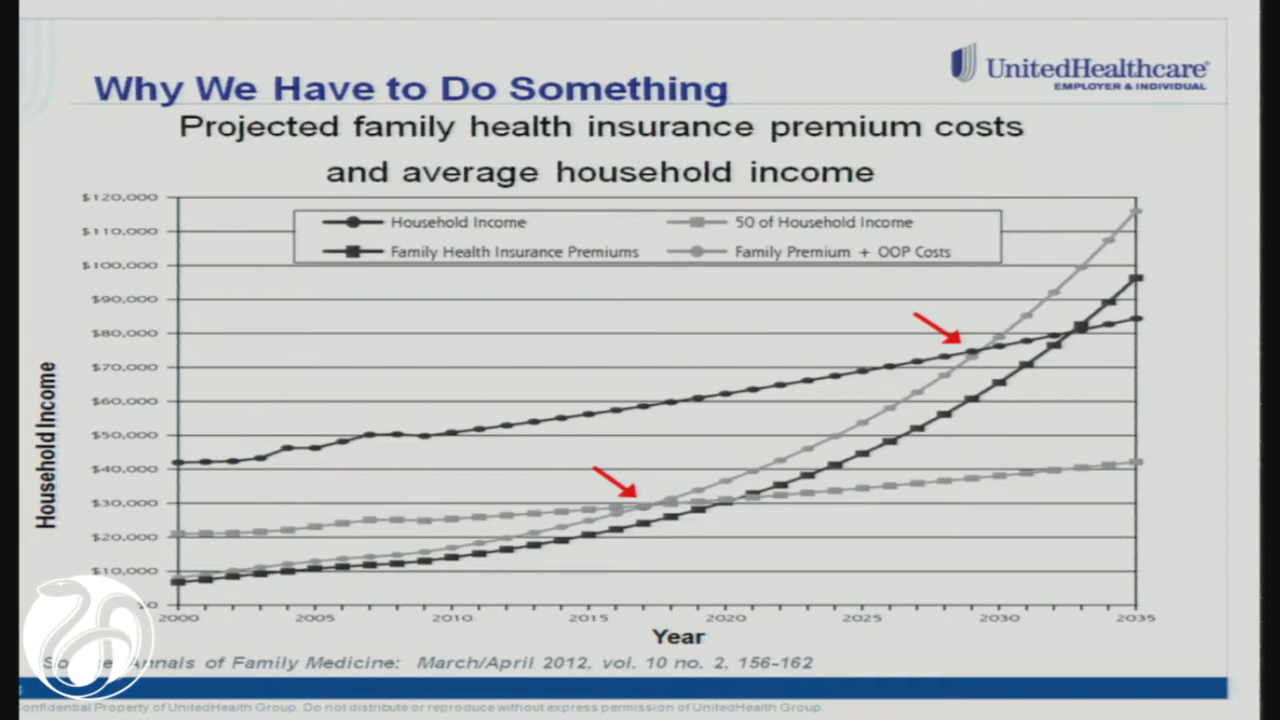 Why We Have to Do Something
UnitedHealthcare®
EMPLOYER & INDIVIDUAL
Projected family health insurance premium costs
and average household income
$120,000
$110,000
$100,000
$90,000
$80,000
$70,000
$60,000
$50,000
$40,000
$30,000
$20,000
$10,000
Household Income
50 of Household Income
Family Health Insurance Premiums
Family Premium + OOP Costs
Household Income
2000
2005
2010
2015
2020
2025
2030
2035
Year
Annals of Family Medicine: March/April 2012, vol. 10 no. 2, 156-162
Property of UnitedHealth Group. Do not distribute or reproduce without express permission of UnitedHealth Group.